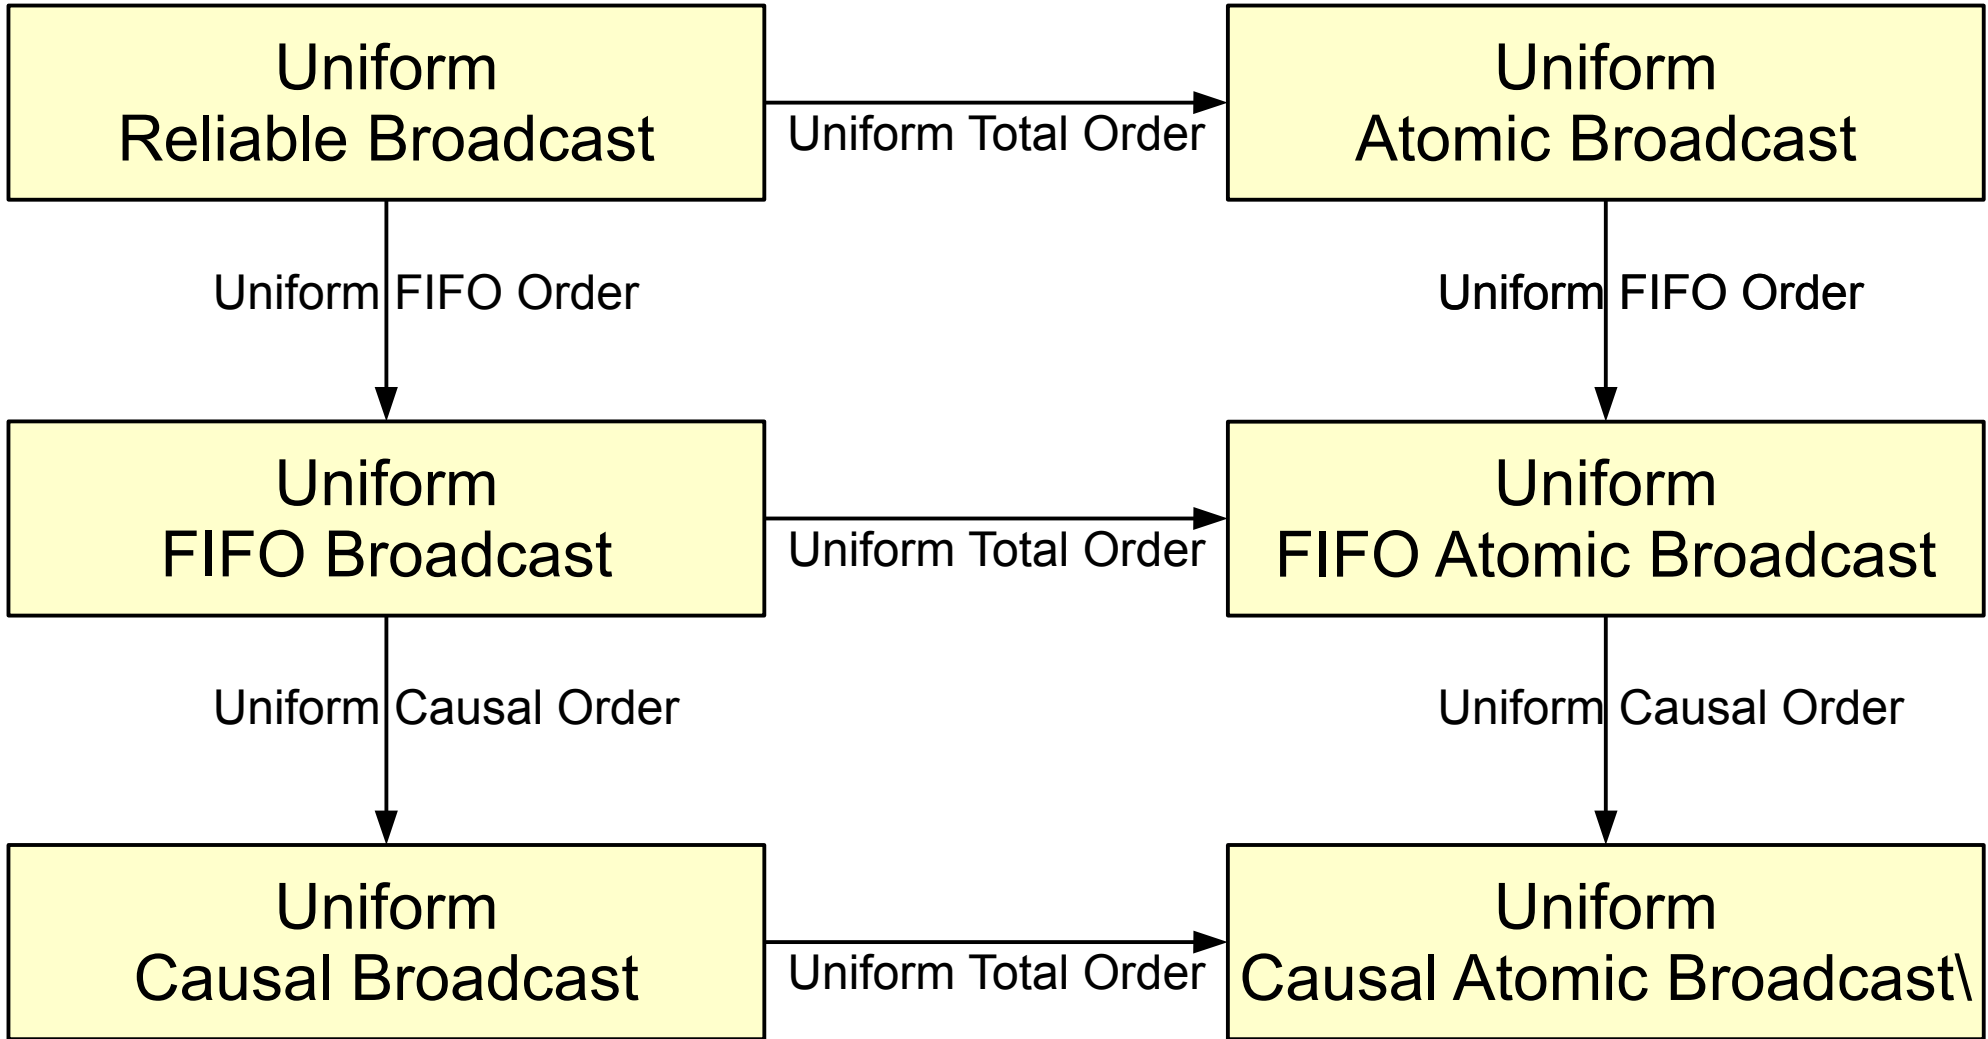 Uniform
Reliable Broadcast
Uniform Total Order
Uniform
Atomic Broadcast
Uniform FIFO Order
Uniform FIFO Order
Uniform
FIFO Broadcast
Uniform Total Order
Uniform
FIFO Atomic Broadcast
Uniform Causal Order
Uniform Causal Order
Uniform
Causal Broadcast
Uniform Total Order
Uniform
Causal Atomic Broadcast\